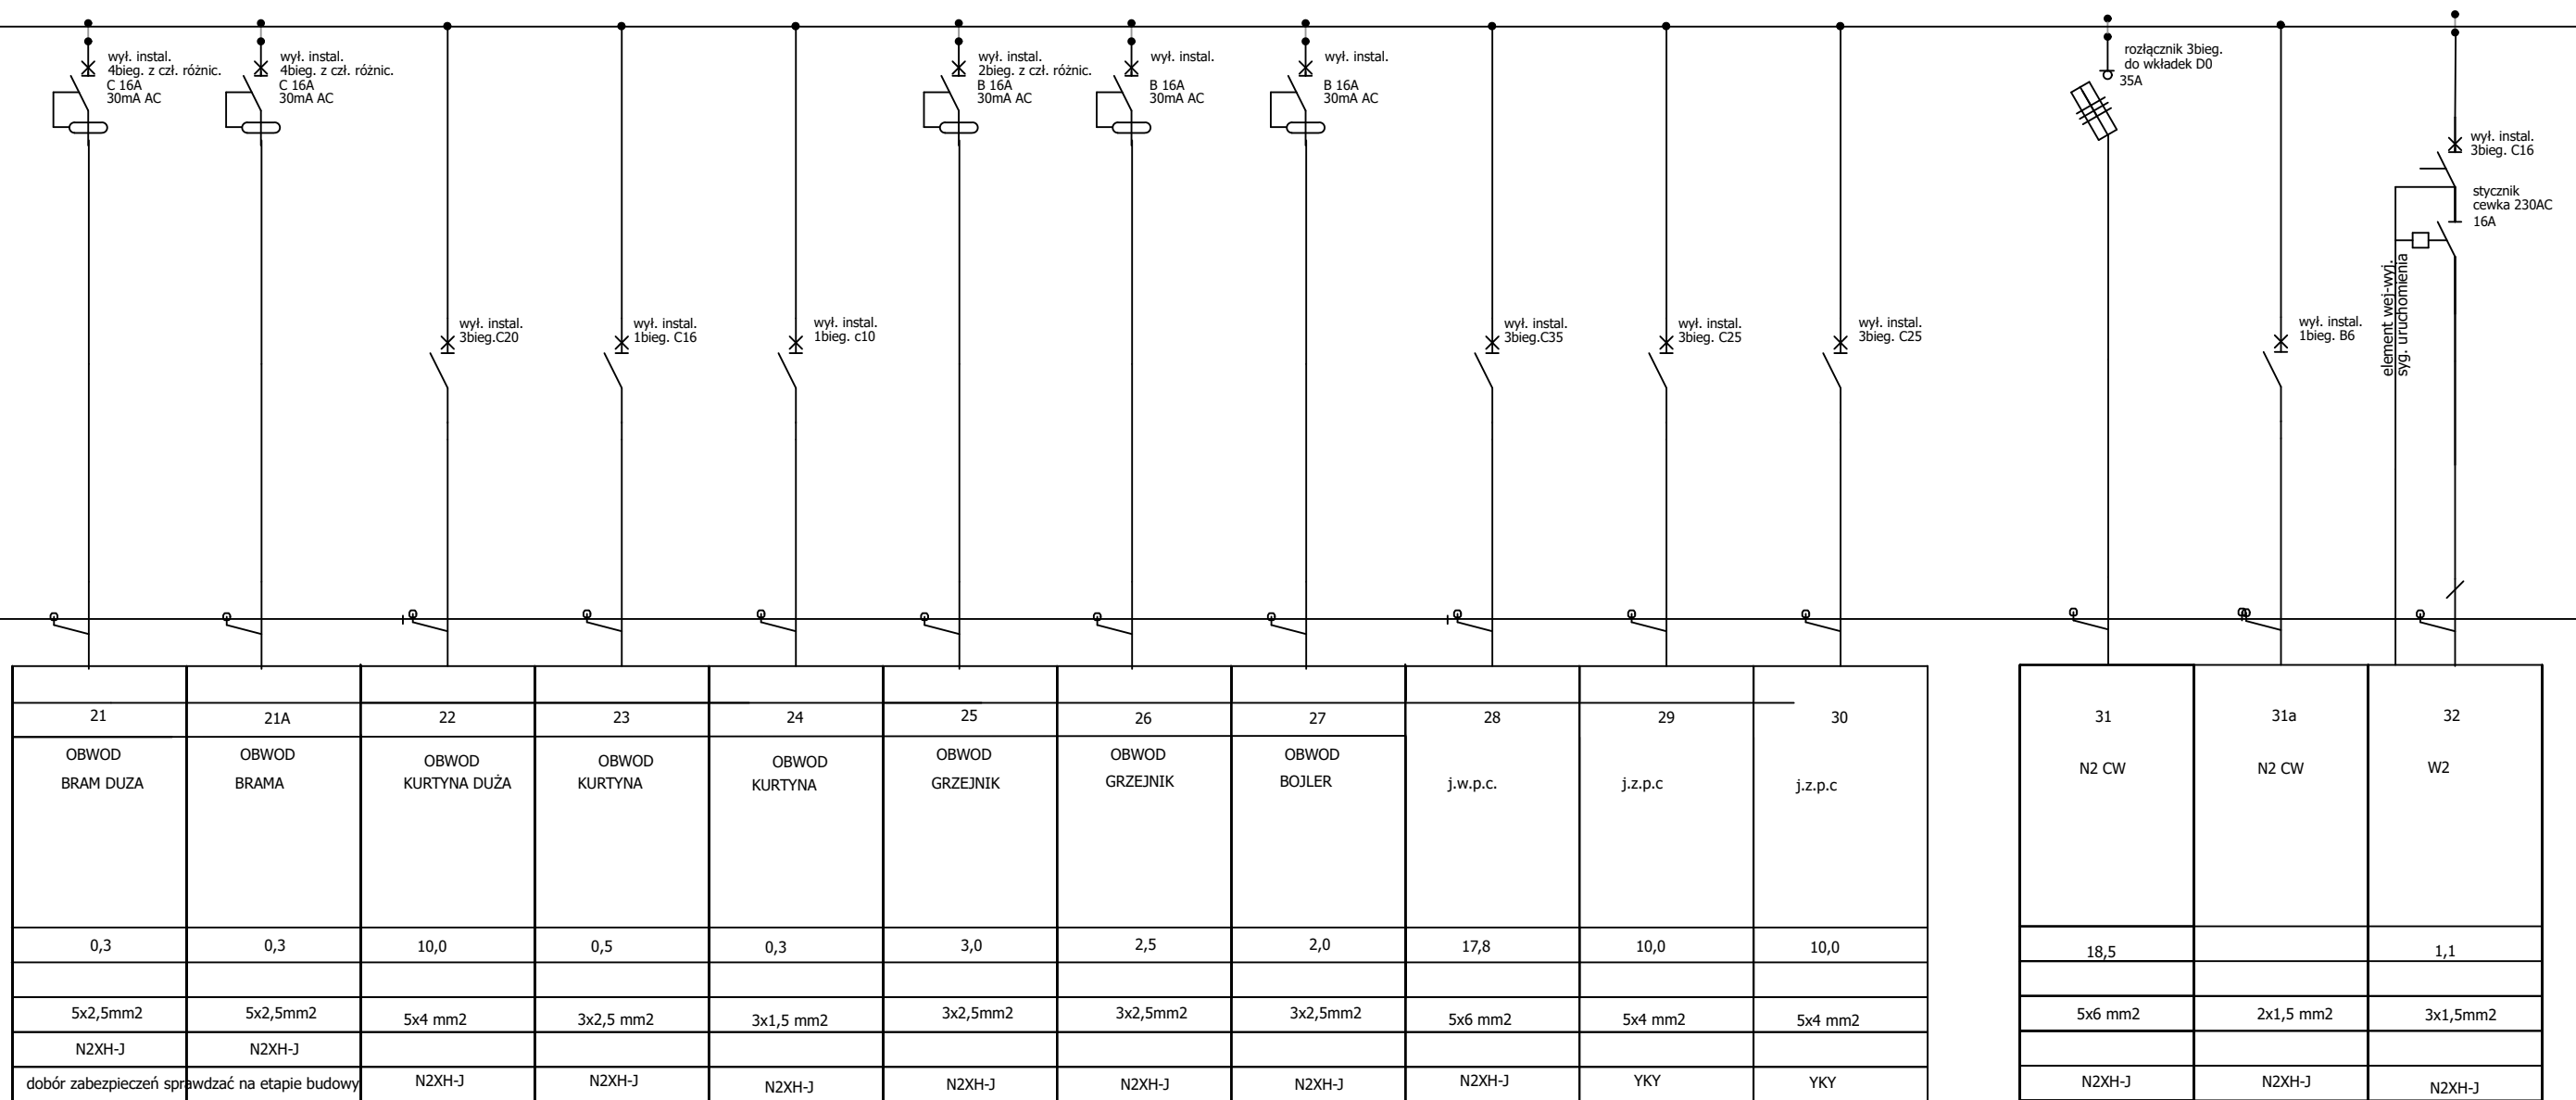 wył. instal.
4bieg. z czł. różnic.
C 16A
30mA AC
wył. instal.
4bieg. z czł. różnic.
C 16A
30mA AC
wył. instal.
3bieg.C20
wył. instal.
1bieg. C16
wył. instal.
1bieg. c10
wył. instal.
2bieg. z czł. różnic.
B 16A
30mA AC
wył. instal.
B 16A
30mA AC
wył. instal.
B 16A
30mA AC
wył. instal.
3bieg.C35
wył. instal.
3bieg. C25
wył. instal.
3bieg. C25
rozłącznik 3bieg.
do wkładek D0
35A
wył. instal.
1bieg. B6
wył. instal.
3bieg. C16
stycznik
cewka 230AC
16A
element wej-wyj.
syg. uruchomienia
21 21A 22 23 24 25 26 27 28 29 30 31 31a 32
OBWOD
BRAM DUZA
OBWOD
BRAMA
OBWOD
KURTYNA DUŻA
OBWOD
KURTYNA
OBWOD
KURTYNA
OBWOD
GRZEJNIK
OBWOD
GRZEJNIK
OBWOD
BOJLER
j.w.p.c.
j.z.p.c
j.z.p.c
N2 CW
N2 CW
W2
0,3 0,3 10,0 0,5 0,3 3,0 2,5 2,0 17,8 10,0 10,0 18,5 1,1
5x2,5mm2 5x2,5mm2 5x4 mm2 3x2,5 mm2 3x1,5 mm2 3x2,5mm2 3x2,5mm2 3x2,5mm2 5x6 mm2 5x4 mm2 5x4 mm2 5x6 mm2 2x1,5 mm2 3x1,5mm2
N2XH-J N2XH-J
dobór zabezpieczeń sprawdzać na etapie budowy N2XH-J N2XH-J N2XH-J N2XH-J N2XH-J N2XH-J N2XH-J YKY YKY N2XH-J N2XH-J N2XH-J